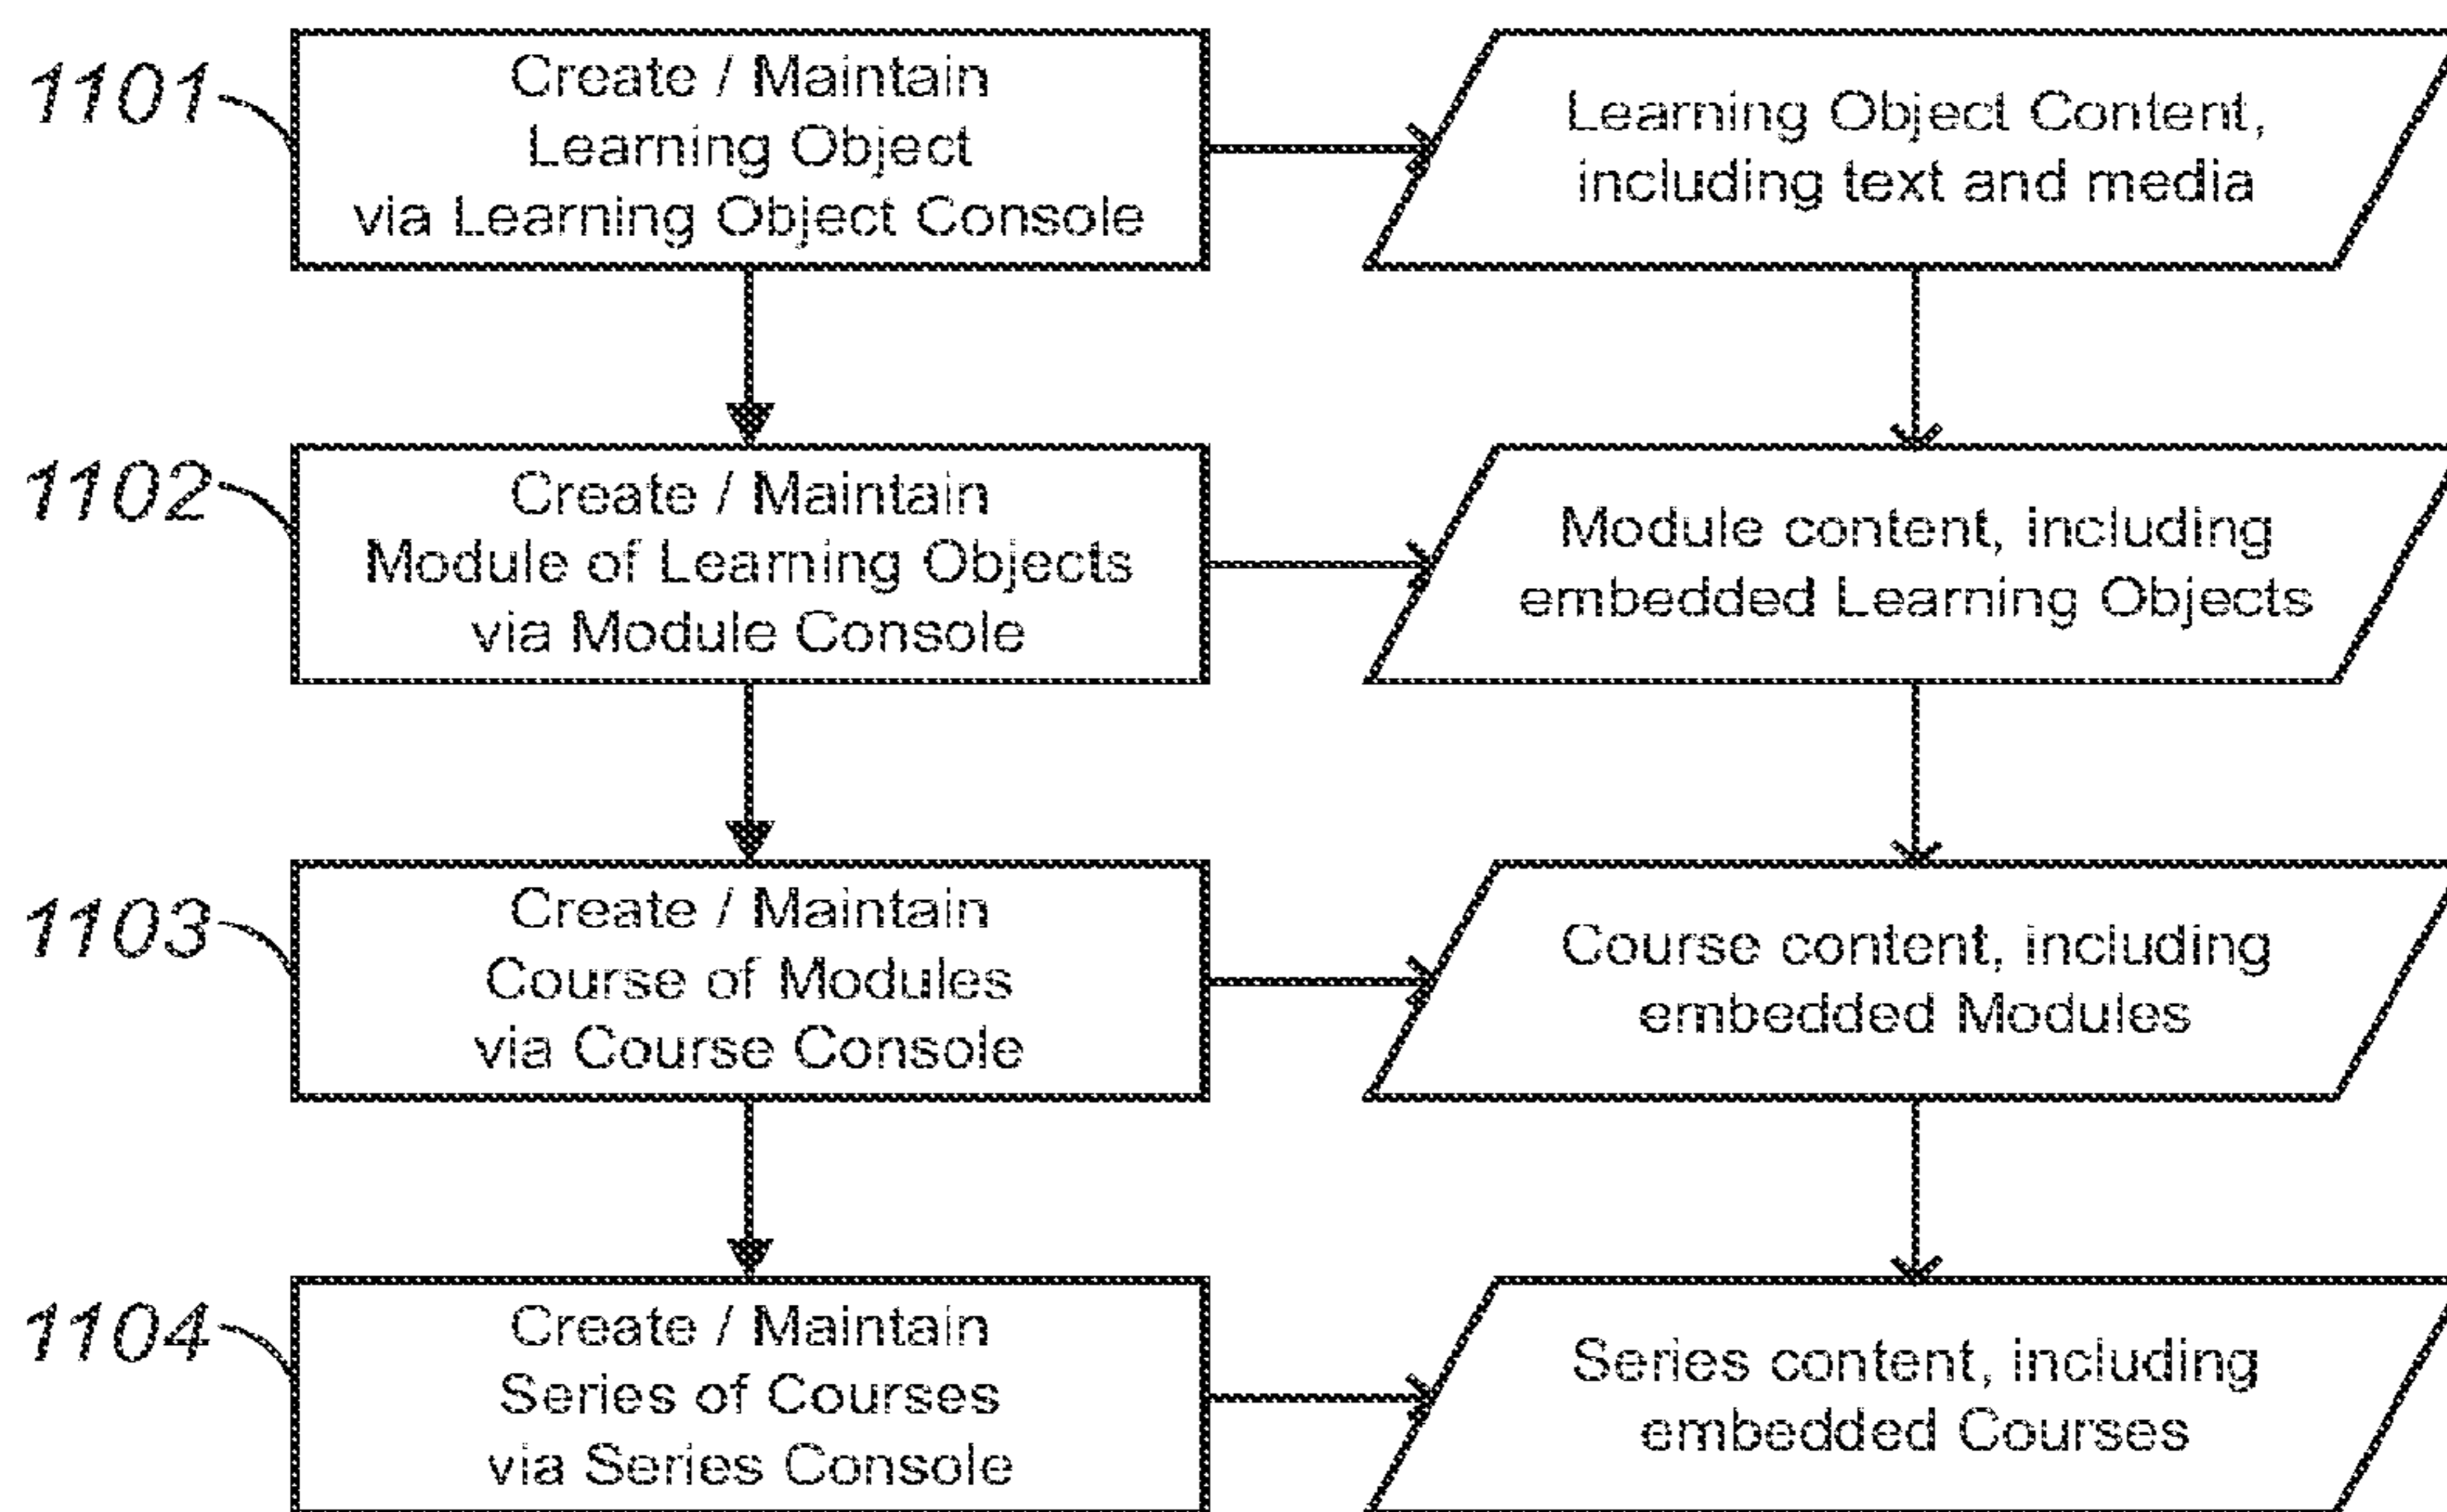 1101
Create / Maintain
Learning Object
via Learning Object Console
Learning Object Content,
including text and media
1102
Create / Maintain
Module of Learning Objects
via Module Console
Module content, including
embedded Learning Objects
1103
Create / Maintain
Course of Modules
via Course Console
Course content, including
embedded Modules
1104
Create / Maintain
Series of Courses
via Series Console
Series content, including
embedded Courses